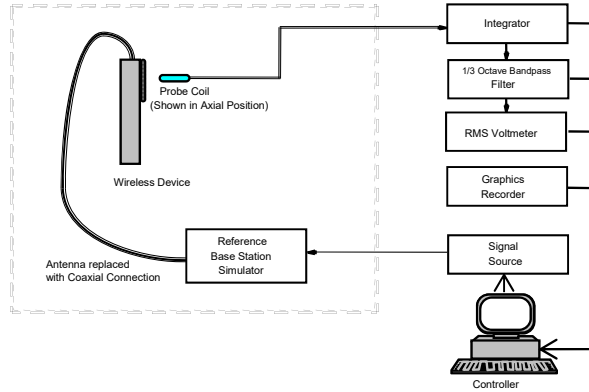 Integrator
1/3 Octave Bandpass
Filter
RMS Voltmeter
Graphics
Recorder
Probe Coil
(Shown in Axial Position)
Wireless Device
Reference
Base Station
Simulator
Signal
Source
Antenna replaced
with Coaxial Connection
Controller